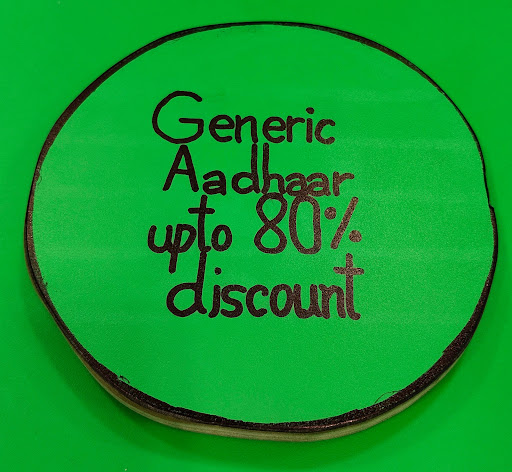 Generic
Aadhaar
upto 80%
discount